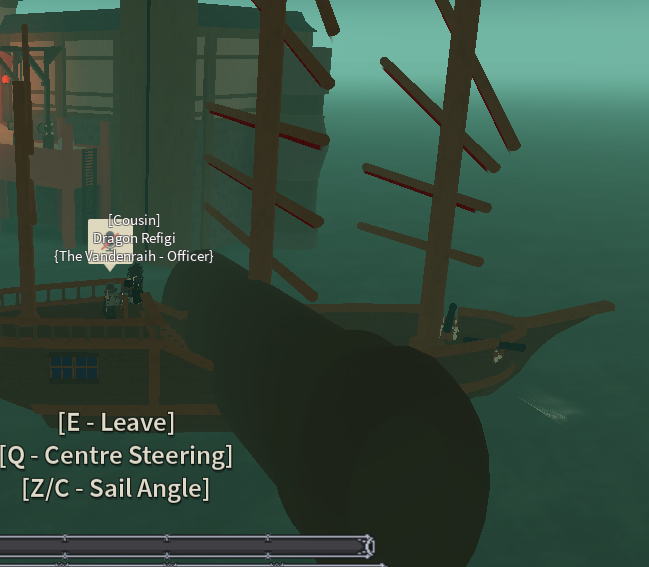 [Cousin]
Dragon Refigi
{The Vandenraih - Officer}
[E - Leave]
[Q - Centre Steering]
[Z/C - Sail Angle]